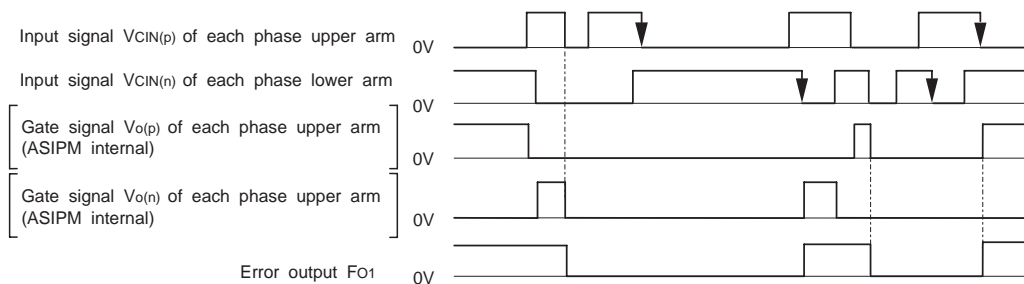 Input signal VCIN(p) of each phase upper arm 0V
Input signal VCIN(n) of each phase lower arm 0V
Gate signal Vo(p) of each phase upper arm
(ASIPM internal) 0V
Gate signal Vo(n) of each phase upper arm
(ASIPM internal) 0V
Error output FO1 0V